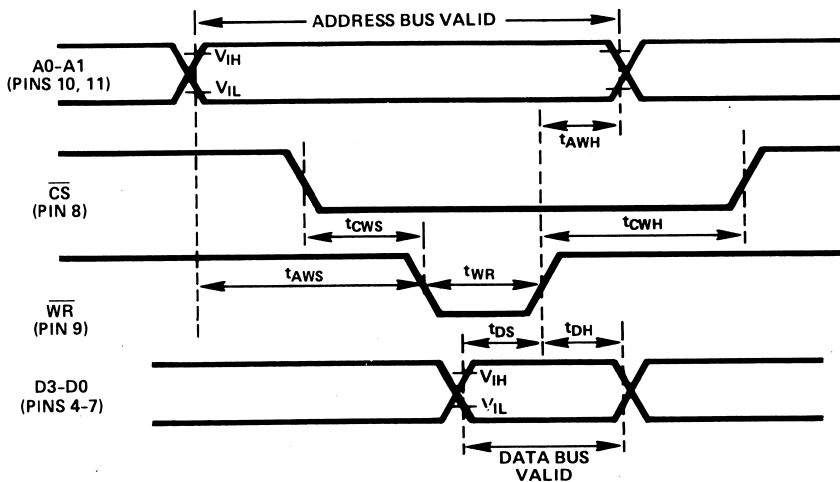 ADDRESS BUS VALID
A0-A1
(PINS 10, 11)
VIH
VIL
tAWH
CS
(PIN 8)
tCWS
tCWH
tAWS
tWR
WR
(PIN 9)
tDS
tDH
D3-D0
(PINS 4-7)
VIH
VIL
DATA BUS
VALID